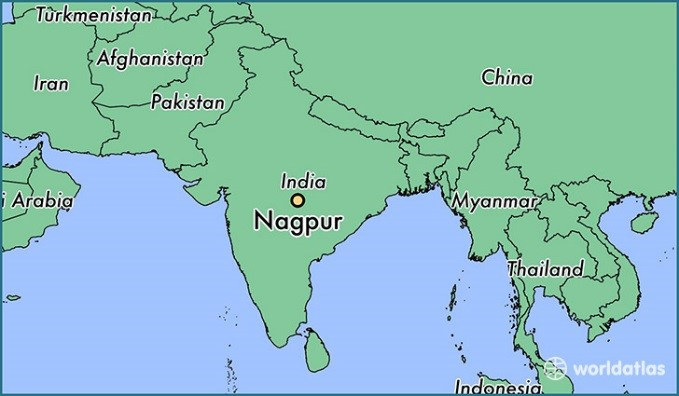 Turkmenistan
Afghanistan
Iran
China
Pakistan
India
i Arabia
Myanmar
Nagpur
Thailand
worldatlas
Indonesia